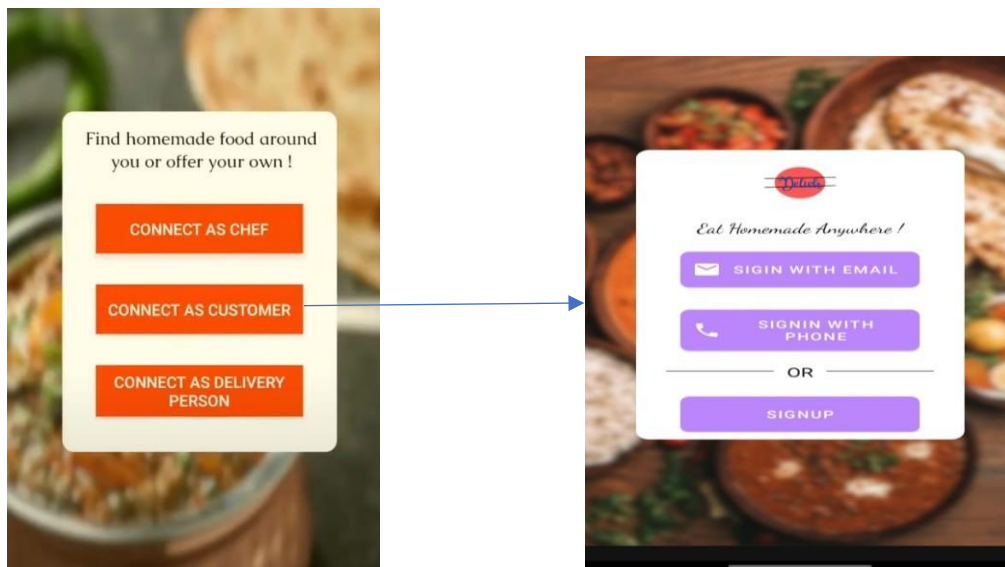 Find homemade food around
you or offer your own !
CONNECT AS CHEF
CONNECT AS CUSTOMER
CONNECT AS DELIVERY
PERSON
Eat Homemade Anywhere !
SIGIN WITH EMAIL
SIGNIN WITH
PHONE
OR
SIGNUP